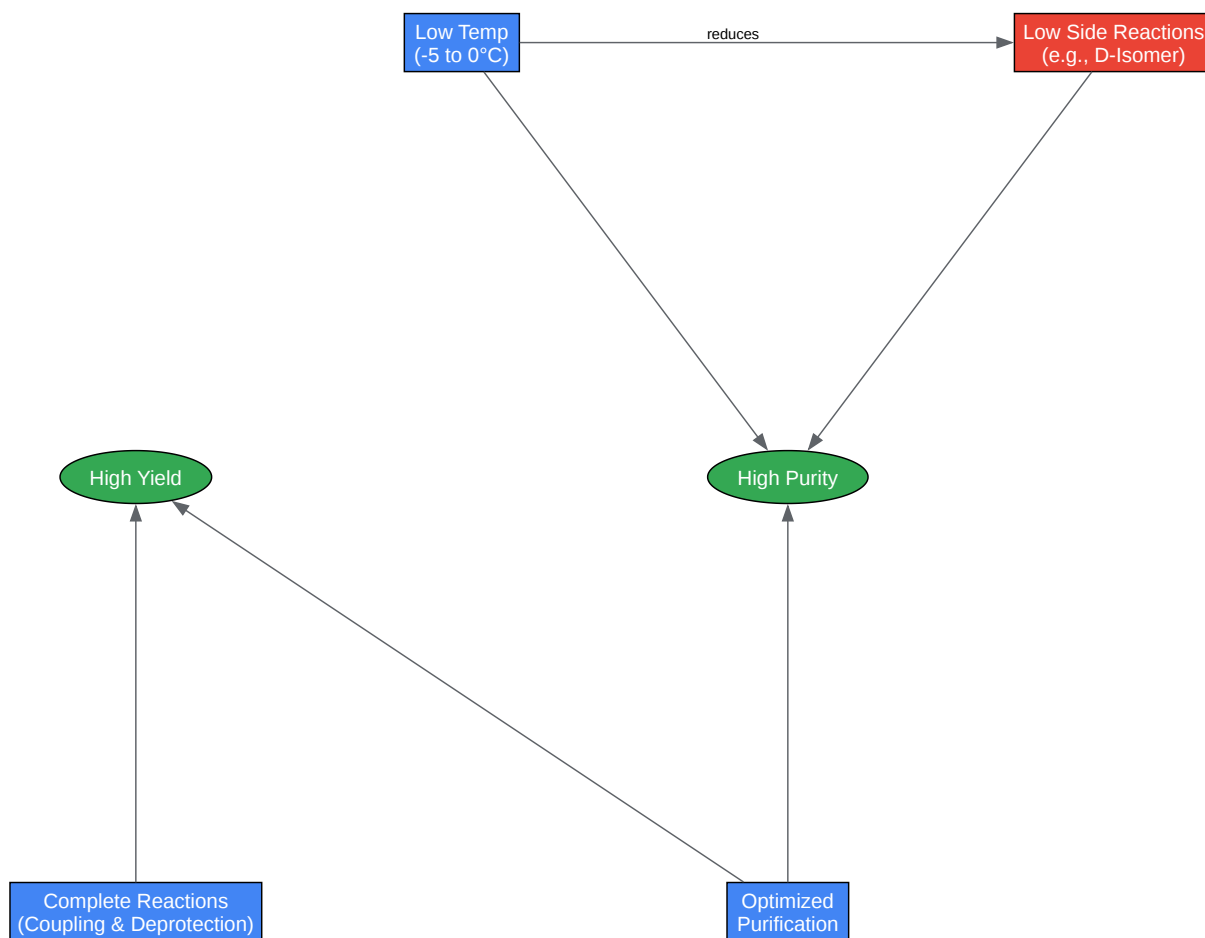 Low Temp
(-5 to 0°C)
reduces
Low Side Reactions
(e.g., D-Isomer)
High Yield
High Purity
Complete Reactions
(Coupling & Deprotection)
Optimized
Purification